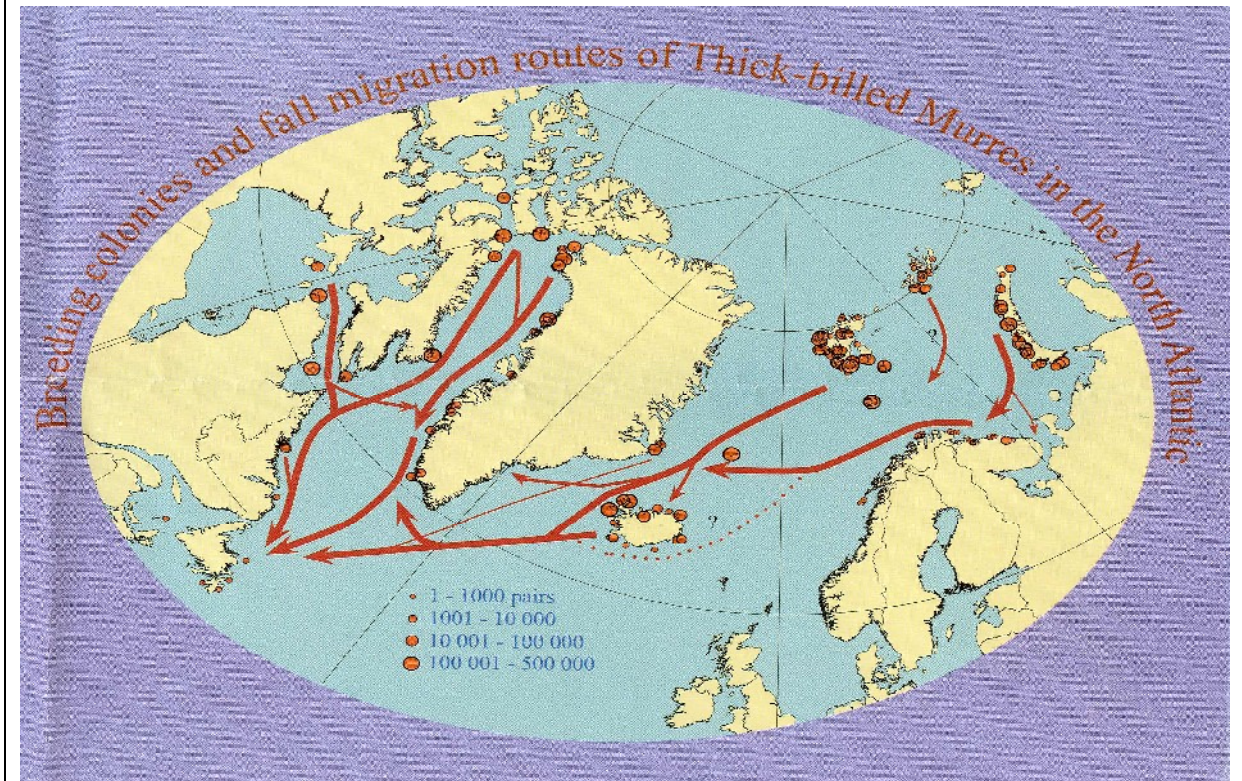 Breeding colonies and fall migration routes of Thick-billed Murres in the North Atlantic
?
?
1 - 1000 pairs
1001 - 10 000
10 001 - 100 000
100 001 - 500 000